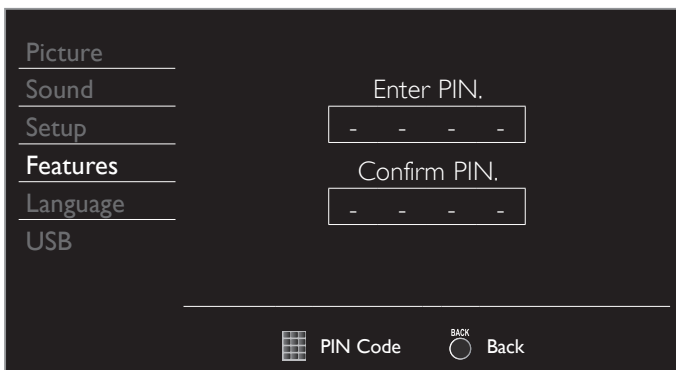 Picture
Sound
Setup
Features
Language
USB
Enter PIN.
- - - -
Confirm PIN.
- - - -
PIN Code BACK Back